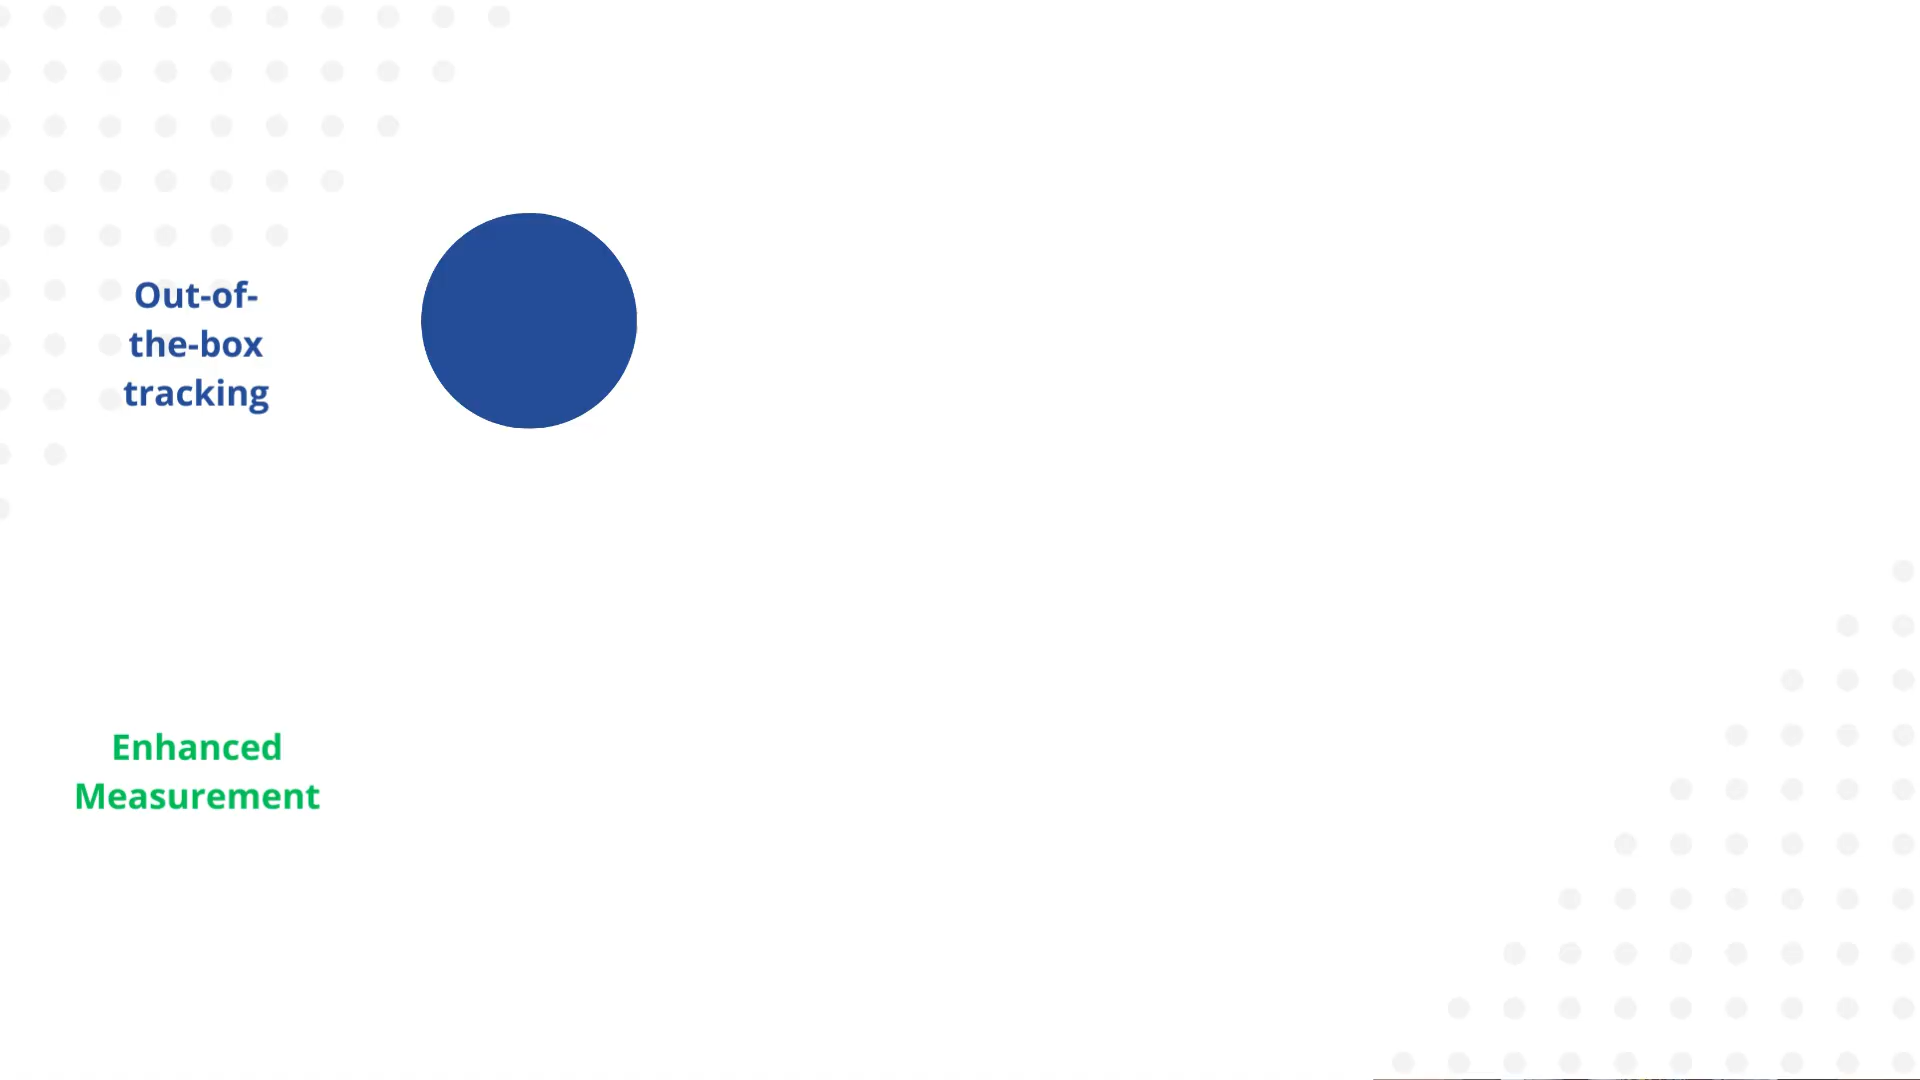 Out-of-
the-box
tracking
Enhanced
Measurement